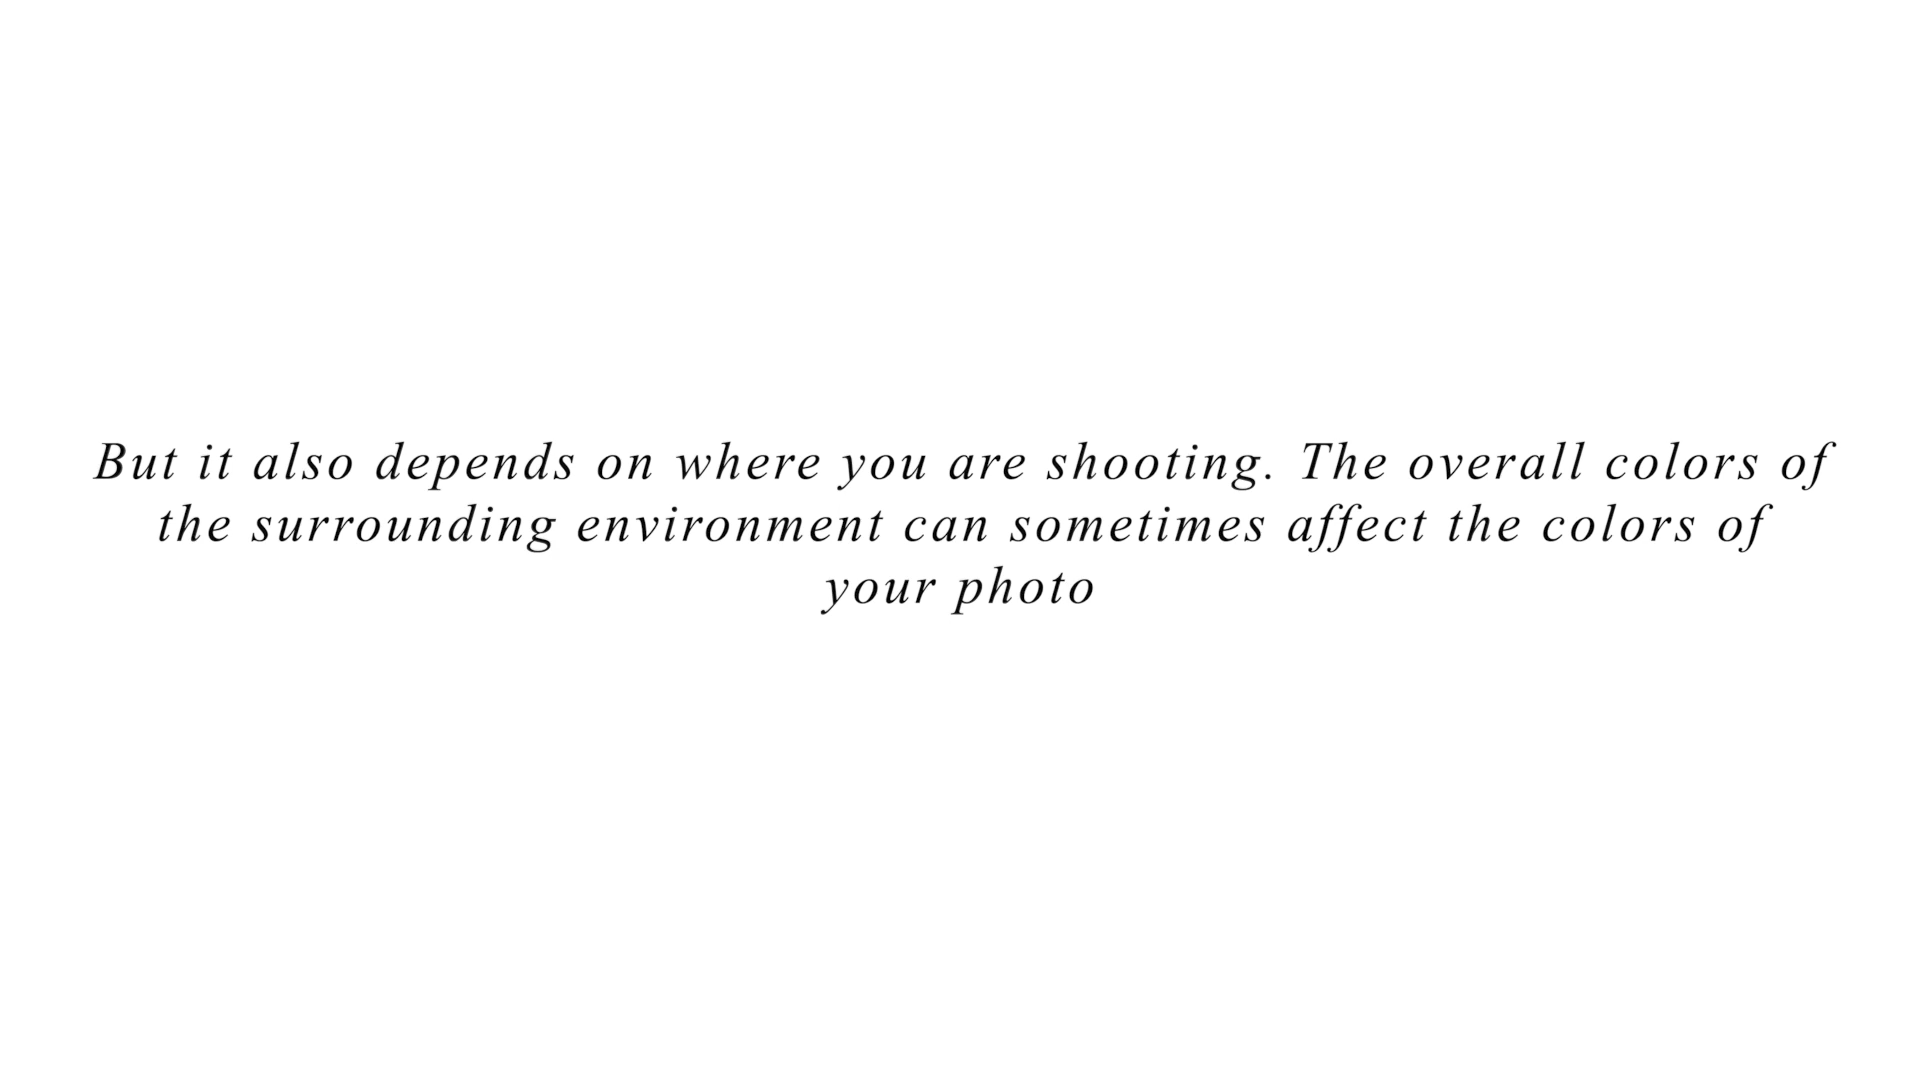 But it also depends on where you are shooting. The overall colors of
the surrounding environment can sometimes affect the colors of
your photo